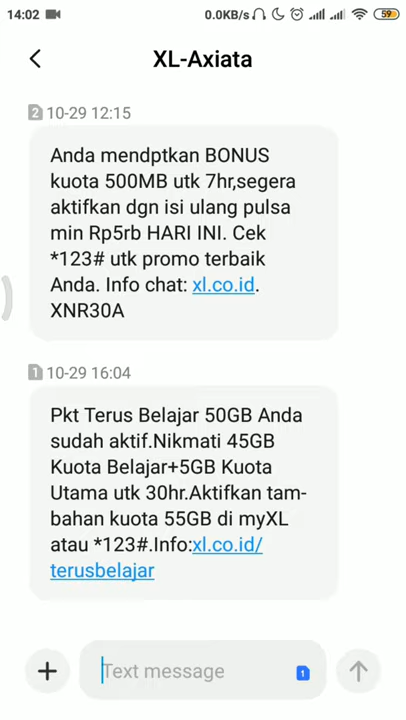 14:02
0.0KB/s
59
XL-Axiata
2 10-29 12:15
Anda mendptkan BONUS
kuota 500MB utk 7hr,segera
aktifkan dgn isi ulang pulsa
min Rp5rb HARI INI. Cek
*123# utk promo terbaik
Anda. Info chat: xl.co.id.
XNR30A
1 10-29 16:04
Pkt Terus Belajar 50GB Anda
sudah aktif.Nikmati 45GB
Kuota Belajar+5GB Kuota
Utama utk 30hr.Aktifkan tam-
bahan kuota 55GB di myXL
atau *123#.Info:xl.co.id/
terusbelajar
Text message
1